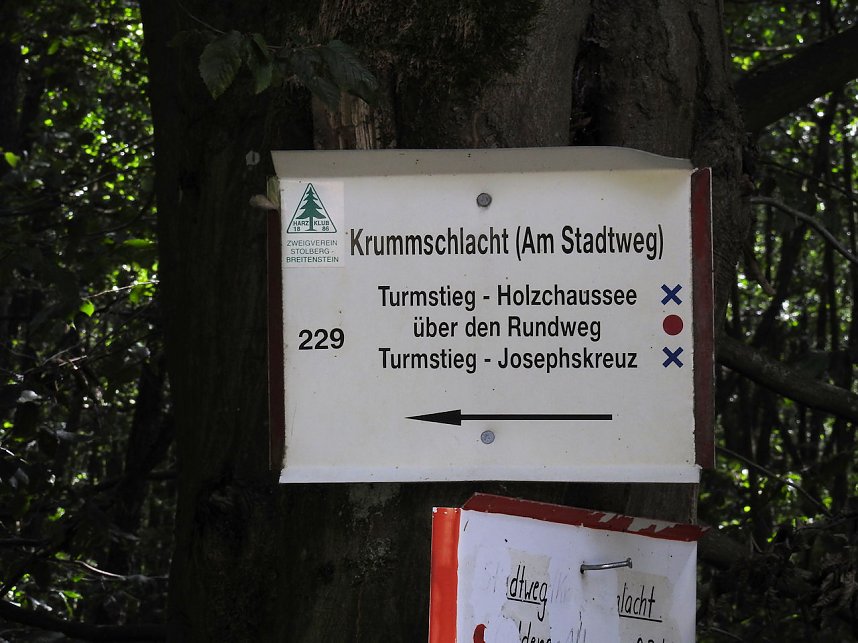 HARZ KLUB
18 86
ZWEIGVEREIN
STOLBERG -
BREITENSTEIN
Krummschlacht (Am Stadtweg)
Turmstieg - Holzchaussee
über den Rundweg
Turmstieg - Josephskreuz
229
dtweg
hlacht